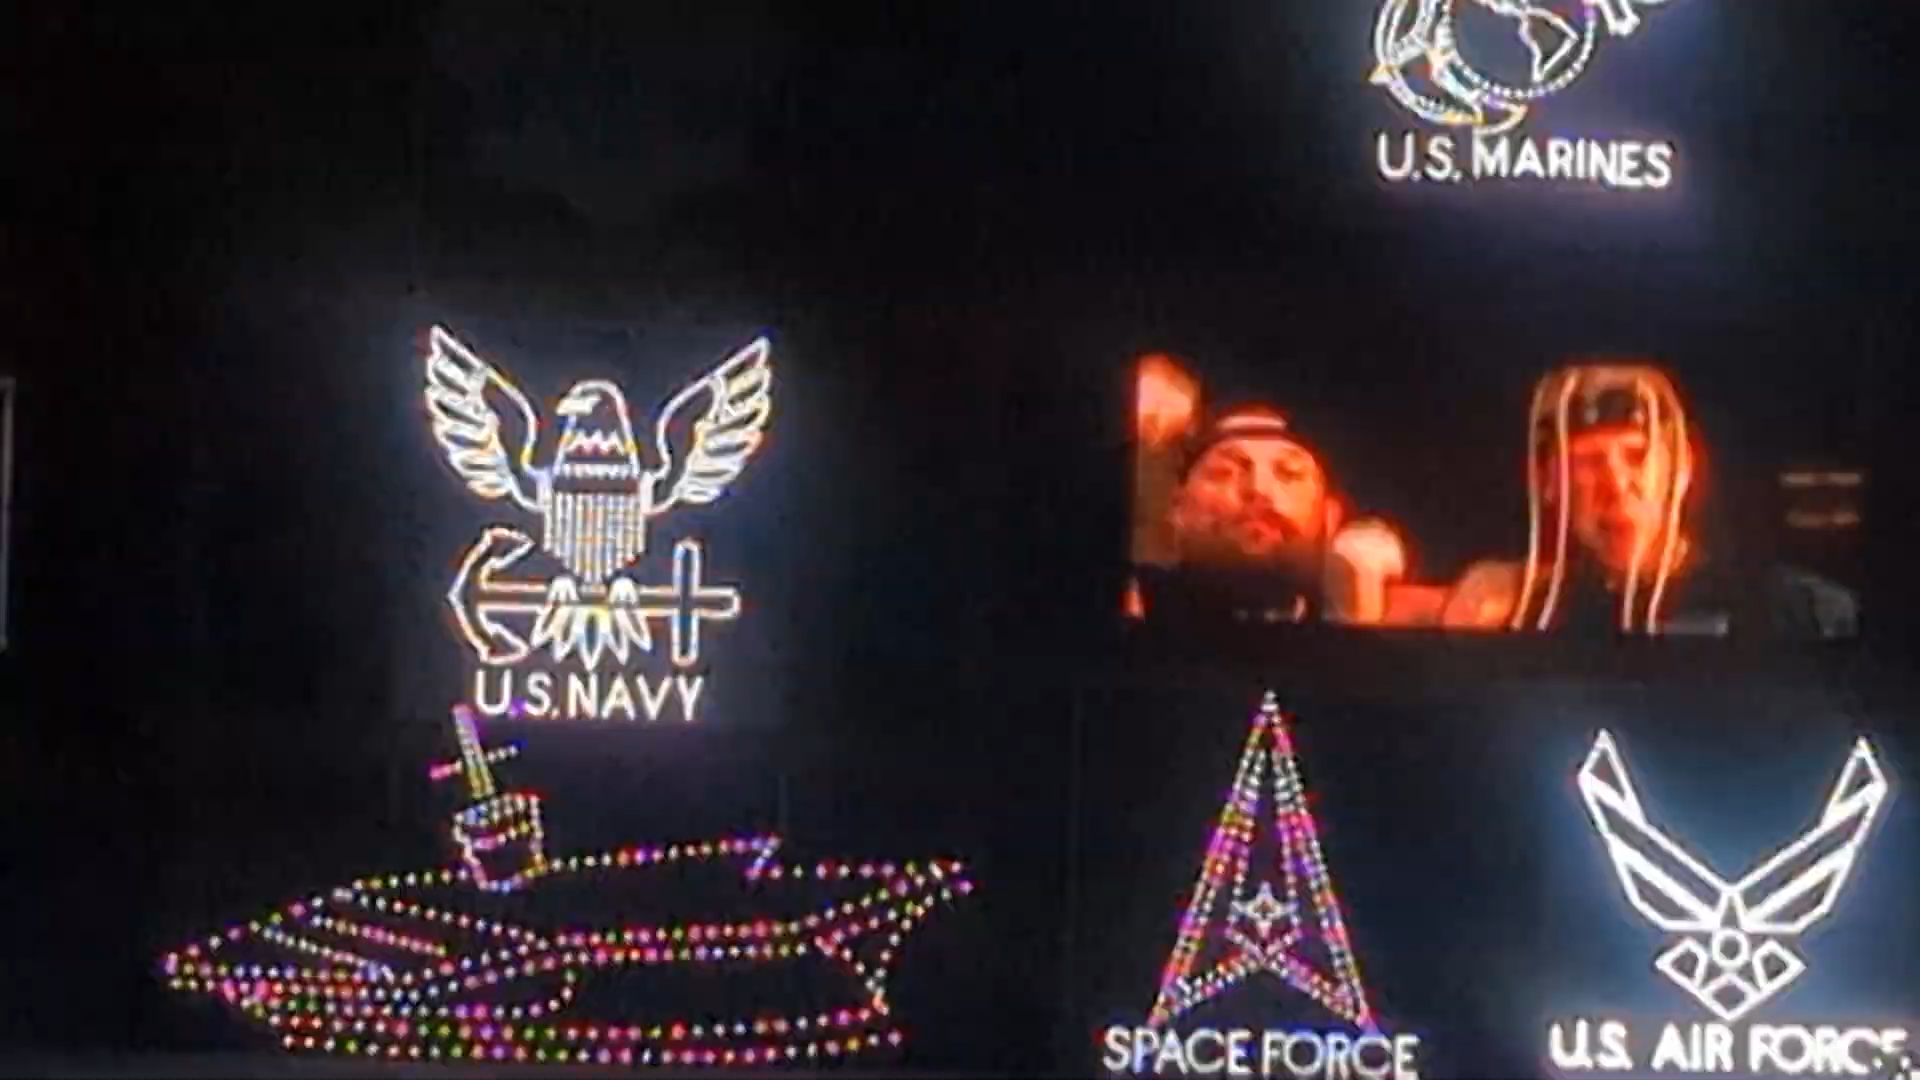 U.S. MARINES
U.S. NAVY
SPACE FORCE
U.S. AIR FORCE